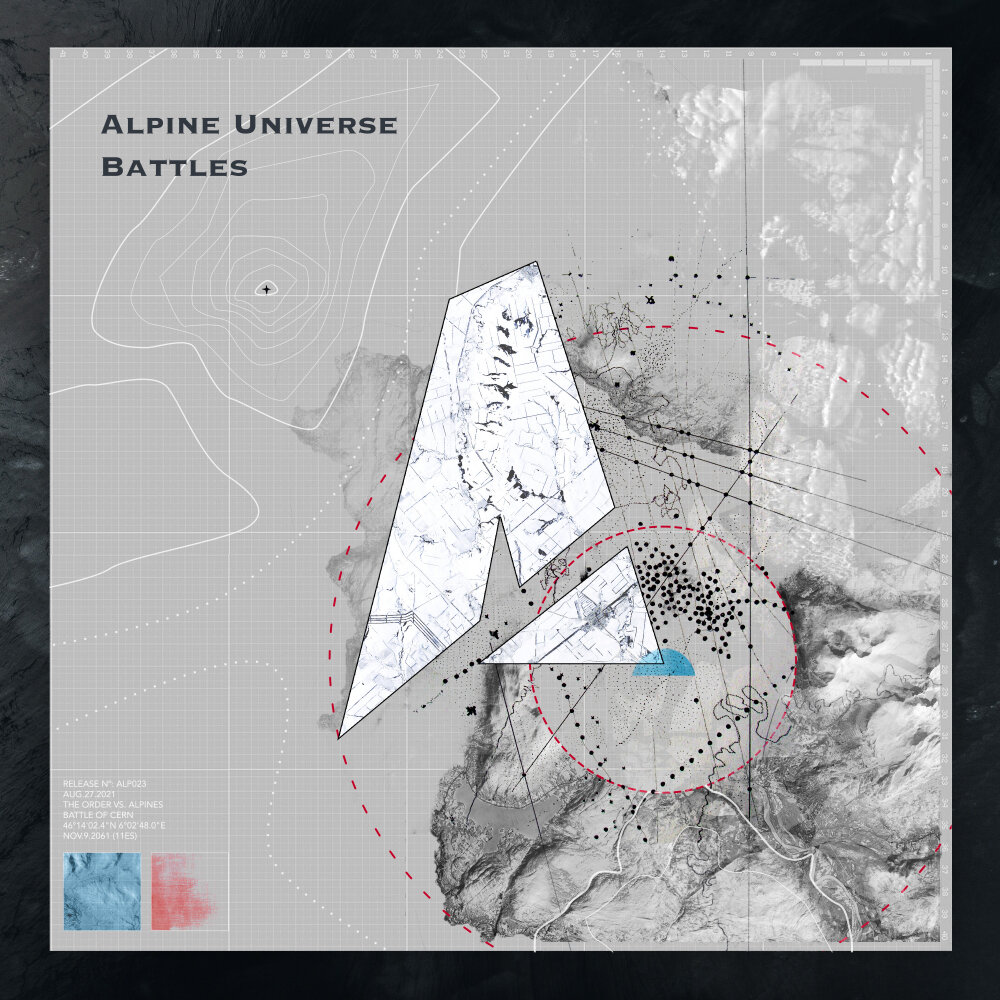 Alpine Universe
Battles
RELEASE Nº: ALP023
AUG.27.2021
THE ORDER VS. ALPINES
BATTLE OF CERN
46°14'02.4"N 6°02'48.0"E
NOV.9.2061 (11ES)